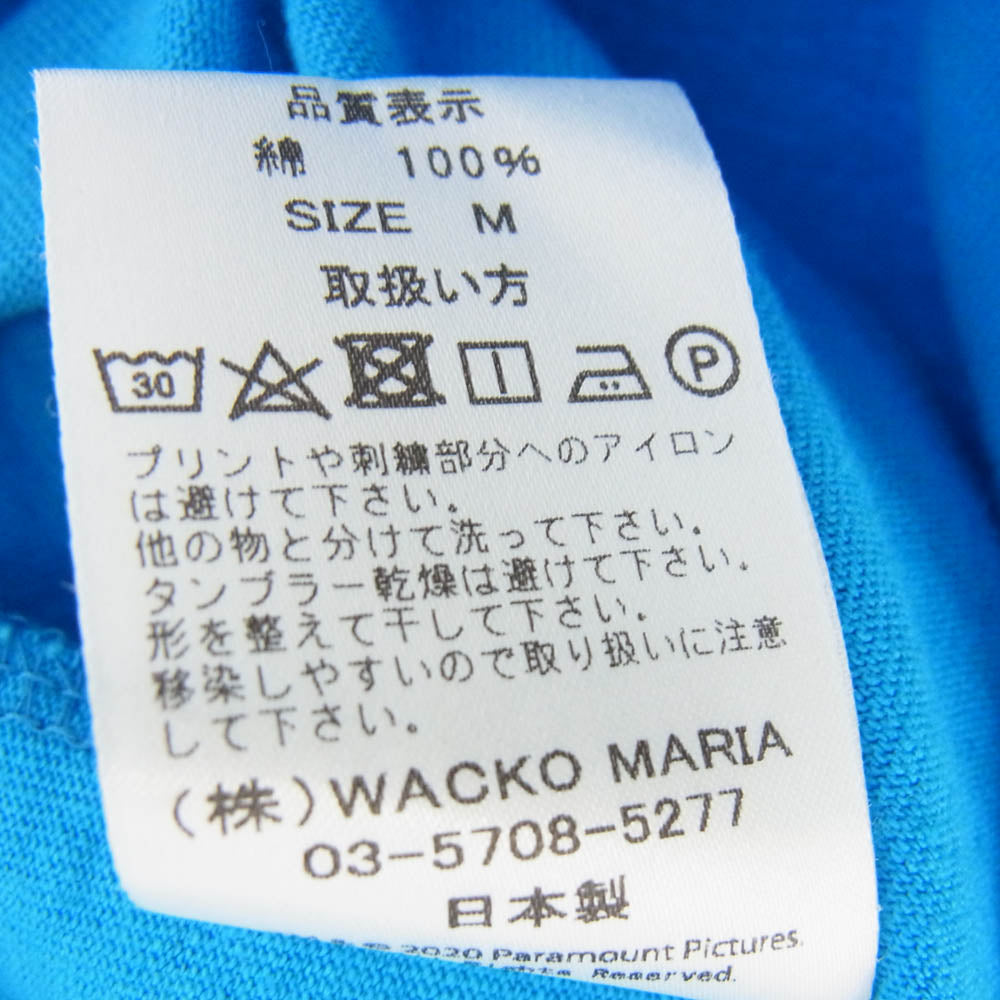 品質表示
綿 100%
SIZE M
取扱い方
30 P
プリントや刺繍部分へのアイロン
は避けて下さい。
他の物と分けて洗って下さい。
タンブラー乾燥は避けて下さい。
形を整えて干して下さい。
移染しやすいので取り扱いに注意
して下さい。
(株)WACKO MARIA
03-5708-5277
日本製
& © 2020 Paramount Pictures.
Reserved.